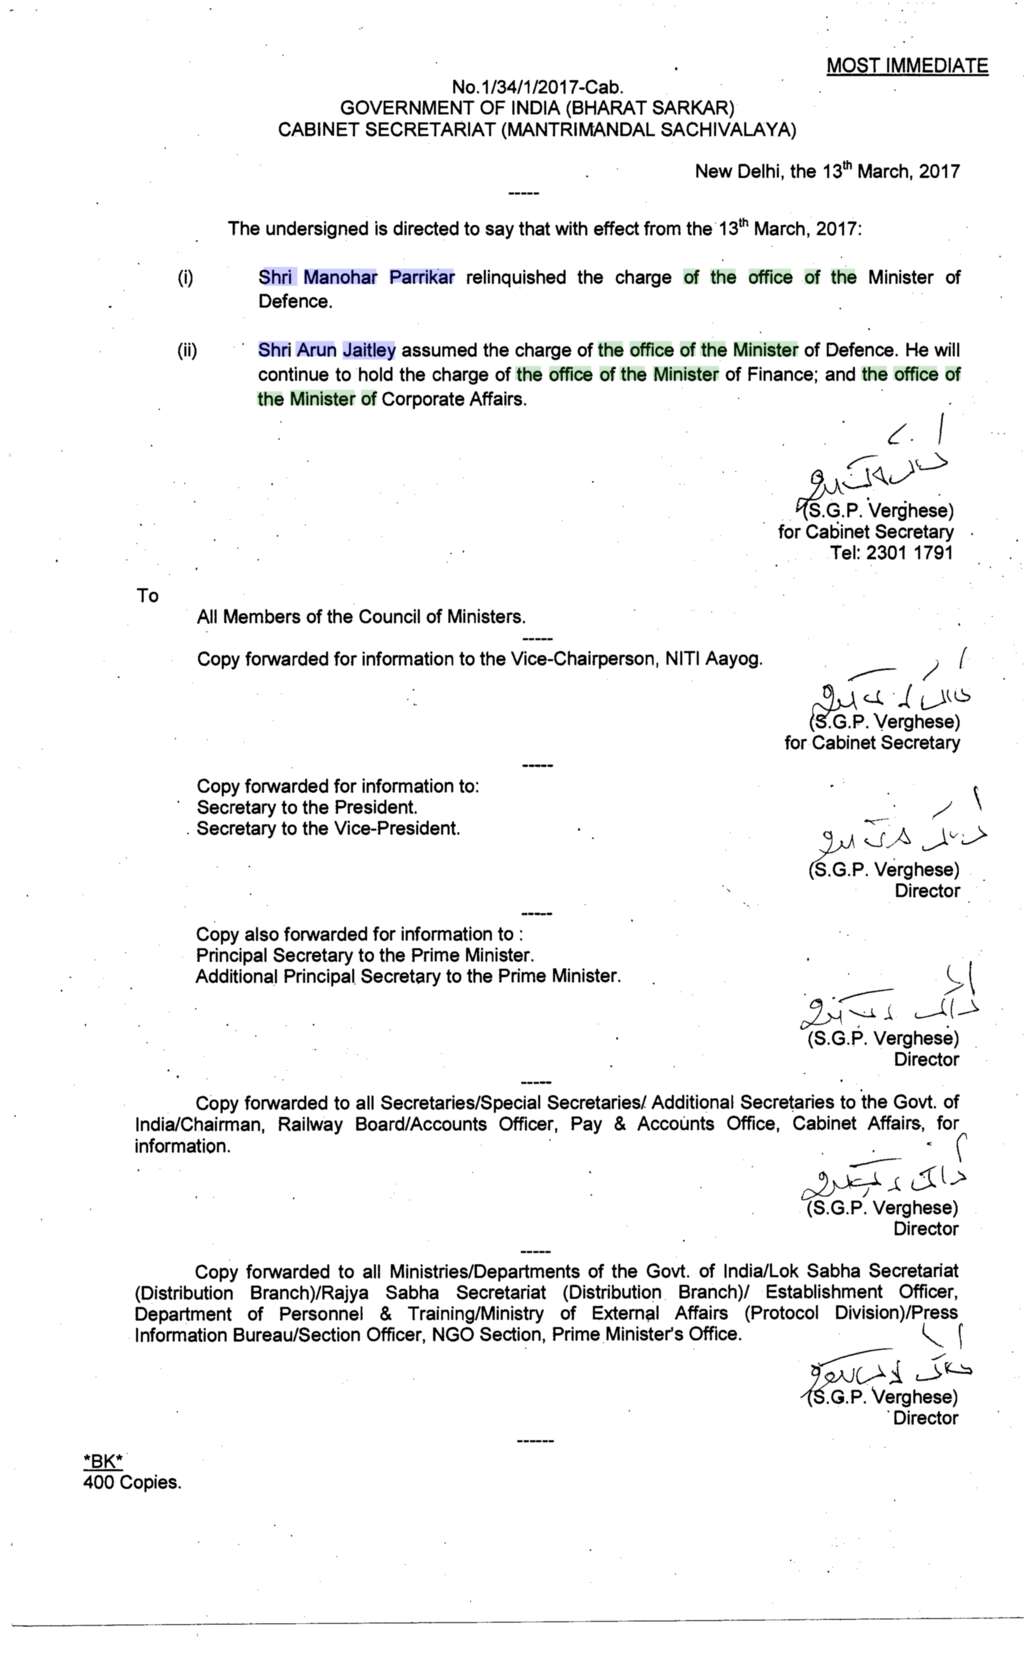 MOST IMMEDIATE
No.1/34/1/2017-Cab.
GOVERNMENT OF INDIA (BHARAT SARKAR)
CABINET SECRETARIAT (MANTRIMANDAL SACHIVALAYA)
New Delhi, the 13th March, 2017
-----
The undersigned is directed to say that with effect from the 13th March, 2017:
(i) Shri Manohar Parrikar relinquished the charge of the office of the Minister of
Defence.
(ii) Shri Arun Jaitley assumed the charge of the office of the Minister of Defence. He will
continue to hold the charge of the office of the Minister of Finance; and the office of
the Minister of Corporate Affairs.
(S.G.P. Verghese)
for Cabinet Secretary
Tel: 2301 1791
To
All Members of the Council of Ministers.
-----
Copy forwarded for information to the Vice-Chairperson, NITI Aayog.
(S.G.P. Verghese)
for Cabinet Secretary
-----
Copy forwarded for information to:
Secretary to the President.
Secretary to the Vice-President.
(S.G.P. Verghese)
Director
-----
Copy also forwarded for information to :
Principal Secretary to the Prime Minister.
Additional Principal Secretary to the Prime Minister.
(S.G.P. Verghese)
Director
-----
Copy forwarded to all Secretaries/Special Secretaries/ Additional Secretaries to the Govt. of
India/Chairman, Railway Board/Accounts Officer, Pay & Accounts Office, Cabinet Affairs, for
information.
(S.G.P. Verghese)
Director
-----
Copy forwarded to all Ministries/Departments of the Govt. of India/Lok Sabha Secretariat
(Distribution Branch)/Rajya Sabha Secretariat (Distribution Branch)/ Establishment Officer,
Department of Personnel & Training/Ministry of External Affairs (Protocol Division)/Press
Information Bureau/Section Officer, NGO Section, Prime Minister's Office.
(S.G.P. Verghese)
Director
------
*BK*
400 Copies.